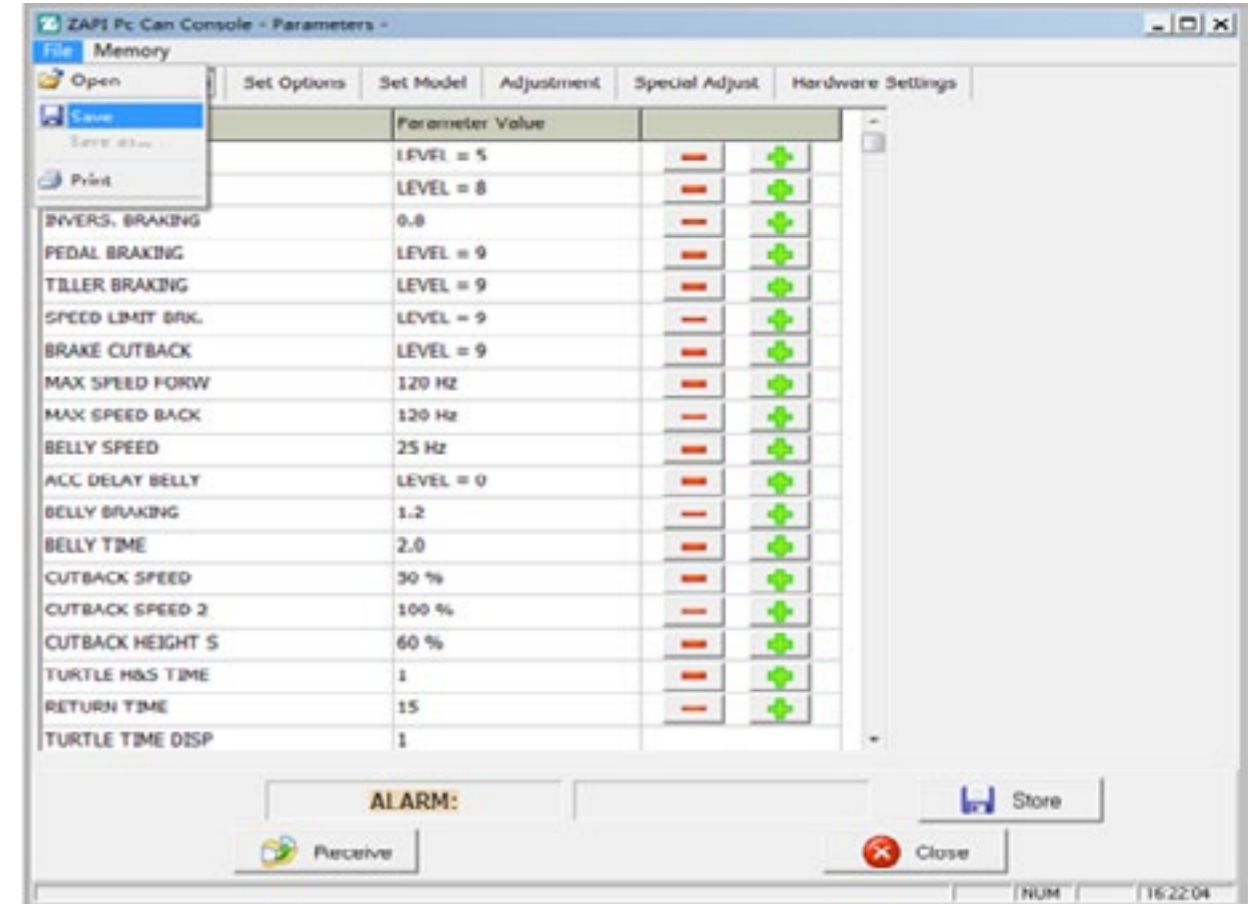 ZAPI Pc Can Console - Parameters -
File Memory
Open Set Options Set Model Adjustment Special Adjust Hardware Settings
Save Parameter Value
Save as...
LEVEL = 5
Print
LEVEL = 8
INVERS. BRAKING 0.8
PEDAL BRAKING LEVEL = 9
TILLER BRAKING LEVEL = 9
SPEED LIMIT BRK. LEVEL = 9
BRAKE CUTBACK LEVEL = 9
MAX SPEED FORW 120 Hz
MAX SPEED BACK 120 Hz
BELLY SPEED 25 Hz
ACC DELAY BELLY LEVEL = 0
BELLY BRAKING 1.2
BELLY TIME 2.0
CUTBACK SPEED 30 %
CUTBACK SPEED 2 100 %
CUTBACK HEIGHT S 60 %
TURTLE H&S TIME 1
RETURN TIME 15
TURTLE TIME DISP 1
ALARM: Store
Receive Close
NUM 16:22:04